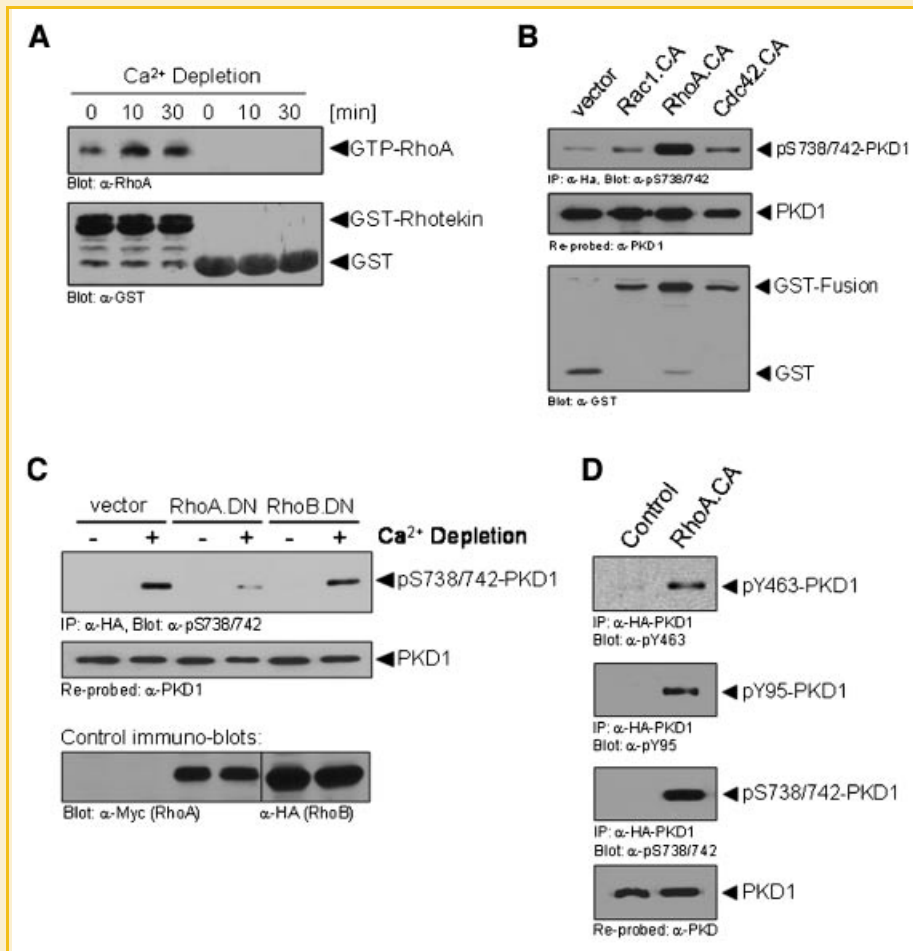 A
Ca2+ Depletion
0 10 30 0 10 30 [min]
GTP-RhoA
Blot: α-RhoA
GST-Rhotekin
GST
Blot: α-GST
B
vector Rac1.CA RhoA.CA Cdc42.CA
pS738/742-PKD1
IP: α-Ha, Blot: α-pS738/742
PKD1
Re-probed: α-PKD1
GST-Fusion
GST
Blot: α-GST
C
vector RhoA.DN RhoB.DN
- + - + - + Ca2+ Depletion
pS738/742-PKD1
IP: α-HA, Blot: α-pS738/742
PKD1
Re-probed: α-PKD1
Control immuno-blots:
Blot: α-Myc (RhoA) α-HA (RhoB)
D
Control RhoA.CA
pY463-PKD1
IP: α-HA-PKD1
Blot: α-pY463
pY95-PKD1
IP: α-HA-PKD1
Blot: α-pY95
pS738/742-PKD1
IP: α-HA-PKD1
Blot: α-pS738/742
PKD1
Re-probed: α-PKD